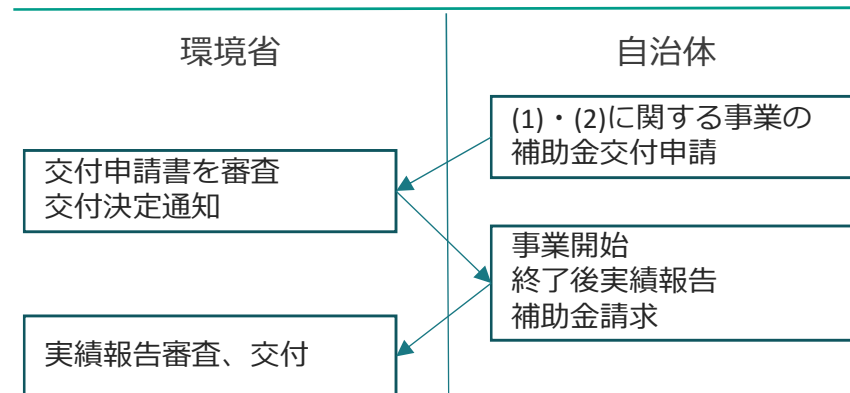 環境省
自治体
(1)・(2)に関する事業の
補助金交付申請
交付申請書を審査
交付決定通知
事業開始
終了後実績報告
補助金請求
実績報告審査、交付